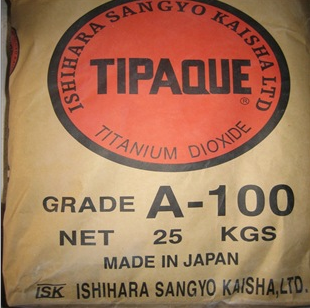 ISHIHARA SANGYO KAISHA LTD
TIPAQUE®
TITANIUM DIOXIDE
GRADE A-100
NET 25 KGS
MADE IN JAPAN
ISK ISHIHARA SANGYO KAISHA,LTD.